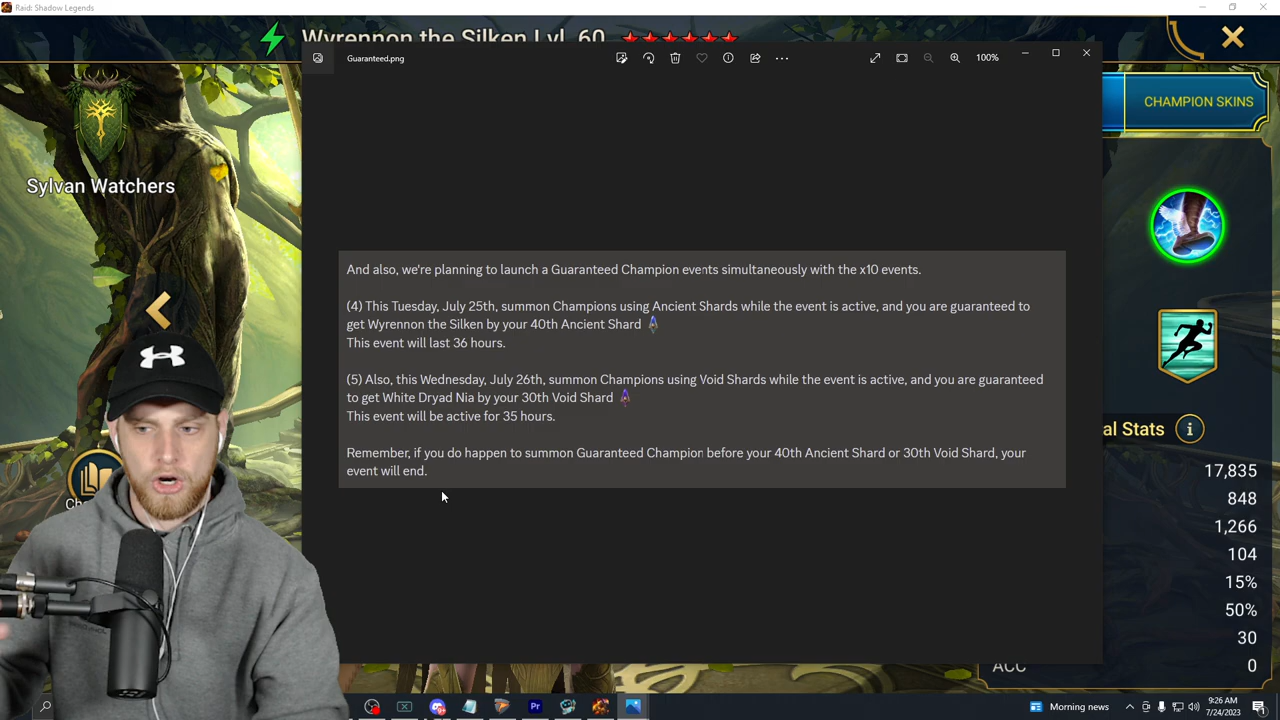 Raid: Shadow Legends
Wyrennon the Silken Lvl. 60
Guaranteed.png
100%
CHAMPION SKINS
Sylvan Watchers
And also, we're planning to launch a Guaranteed Champion events simultaneously with the x10 events.
(4) This Tuesday, July 25th, summon Champions using Ancient Shards while the event is active, and you are guaranteed to
get Wyrennon the Silken by your 40th Ancient Shard
This event will last 36 hours.
(5) Also, this Wednesday, July 26th, summon Champions using Void Shards while the event is active, and you are guaranteed
to get White Dryad Nia by your 30th Void Shard
This event will be active for 35 hours.
Remember, if you do happen to summon Guaranteed Champion before your 40th Ancient Shard or 30th Void Shard, your
event will end.
al Stats
17,835
848
1,266
104
15%
50%
30
ACC 0
Morning news
9:26 AM
7/24/2023